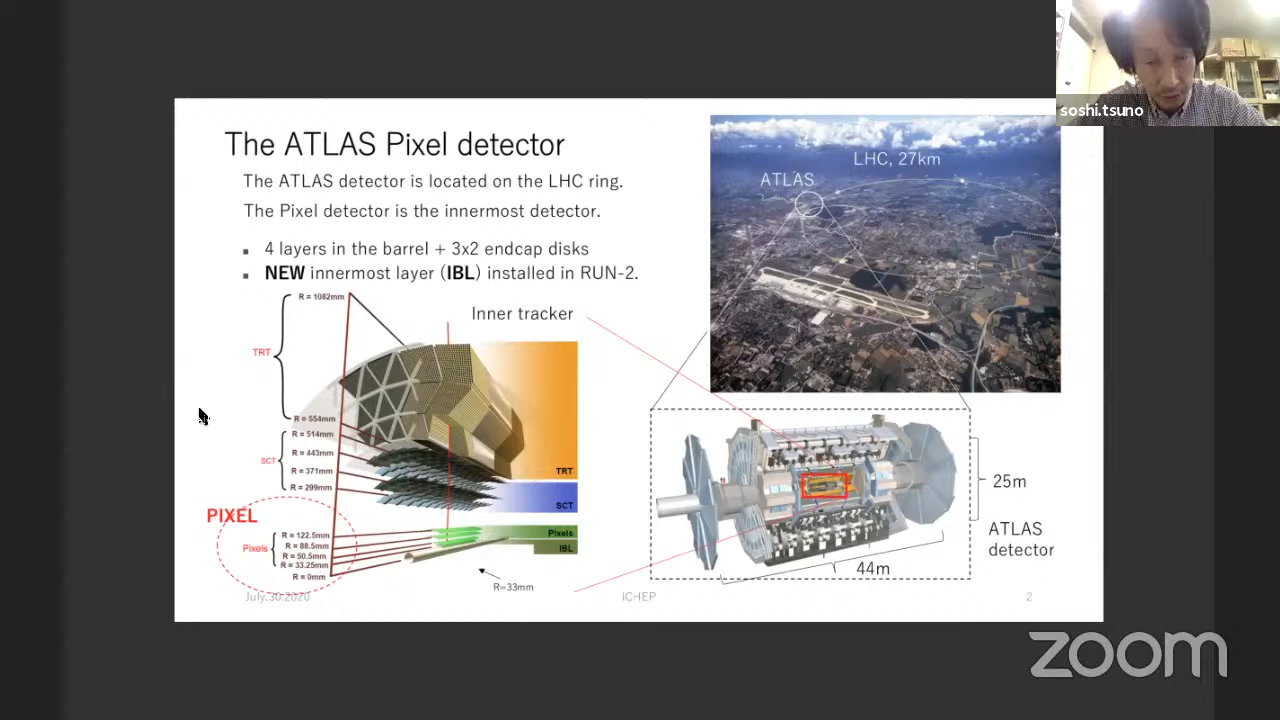 soshi.tsuno
The ATLAS Pixel detector
The ATLAS detector is located on the LHC ring.
The Pixel detector is the innermost detector.
▪ 4 layers in the barrel + 3x2 endcap disks
▪ NEW innermost layer (IBL) installed in RUN-2.
LHC, 27km
ATLAS
Inner tracker
R = 1082mm
TRT
R = 554mm
R = 514mm
R = 443mm
SCT
R = 371mm
R = 299mm
TRT
SCT
PIXEL
Pixels
R = 122.5mm
R = 88.5mm
R = 50.5mm
R = 33.25mm
R = 0mm
Pixels
IBL
R=33mm
25m
ATLAS
detector
44m
July.30.2020
ICHEP
2
zoom